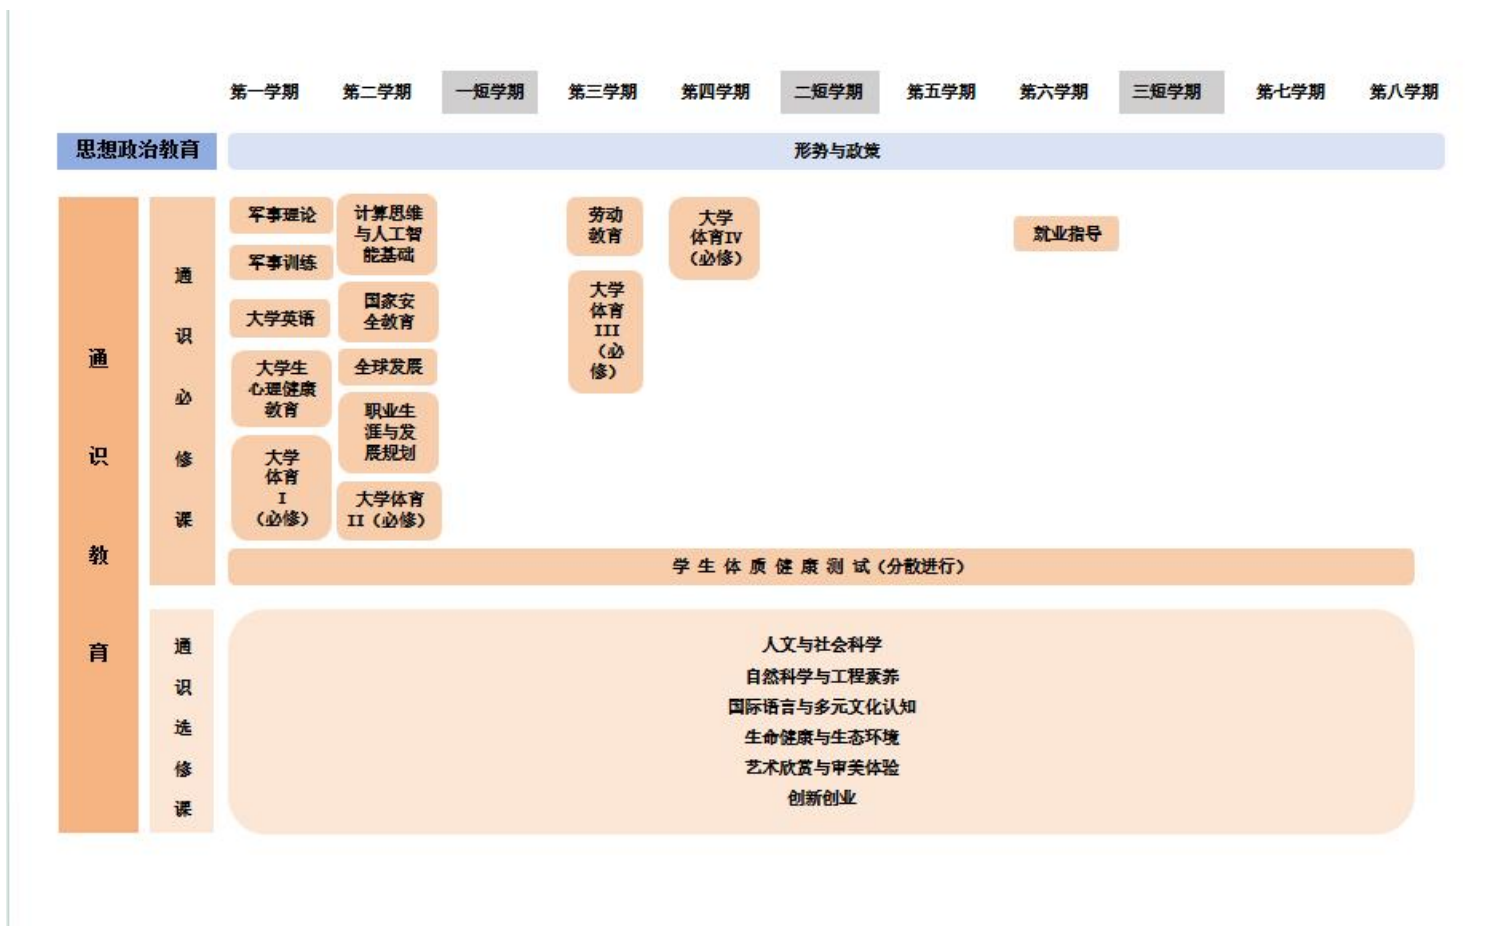 第一学期 第二学期 一短学期 第三学期 第四学期 二短学期 第五学期 第六学期 三短学期 第七学期 第八学期
思想政治教育
形势与政策
通
识
教
育
通
识
必
修
课
军事理论
军事训练
大学英语
大学生
心理健康
教育
大学
体育
I
（必修）
计算思维
与人工智
能基础
国家安
全教育
全球发展
职业生
涯与发
展规划
大学体育
II（必修）
劳动
教育
大学
体育
III
（必
修）
大学
体育IV
（必修）
就业指导
学生体质健康测试(分散进行)
通
识
选
修
课
人文与社会科学
自然科学与工程素养
国际语言与多元文化认知
生命健康与生态环境
艺术欣赏与审美体验
创新创业